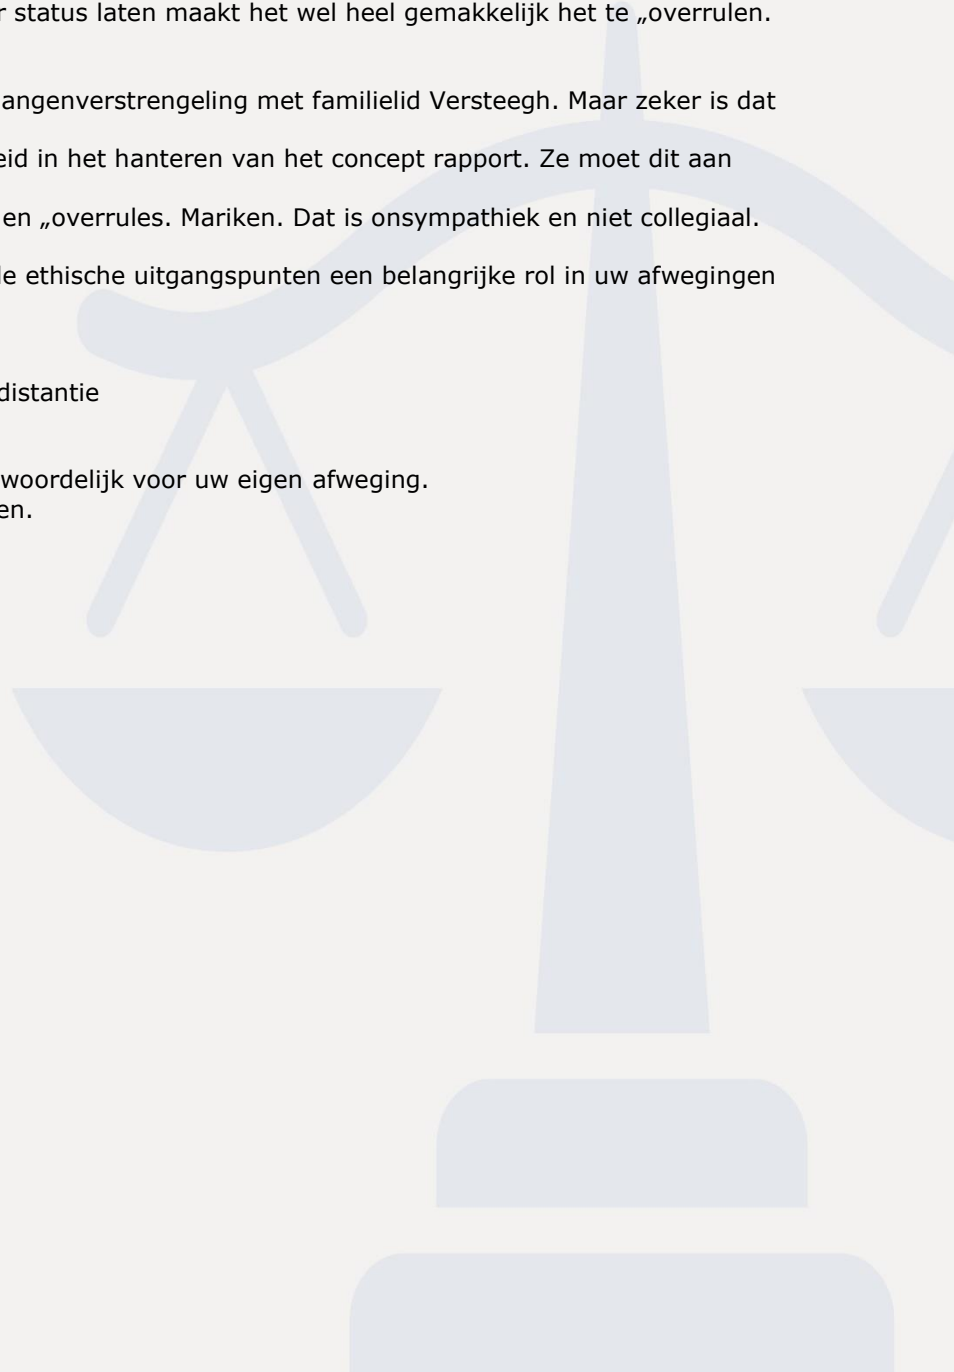 r status laten maakt het wel heel gemakkelijk het te „overrulen.
angenverstrengeling met familielid Versteegh. Maar zeker is dat
eid in het hanteren van het concept rapport. Ze moet dit aan
en „overrules. Mariken. Dat is onsympathiek en niet collegiaal.
le ethische uitgangspunten een belangrijke rol in uw afwegingen
distantie
woordelijk voor uw eigen afweging.
en.